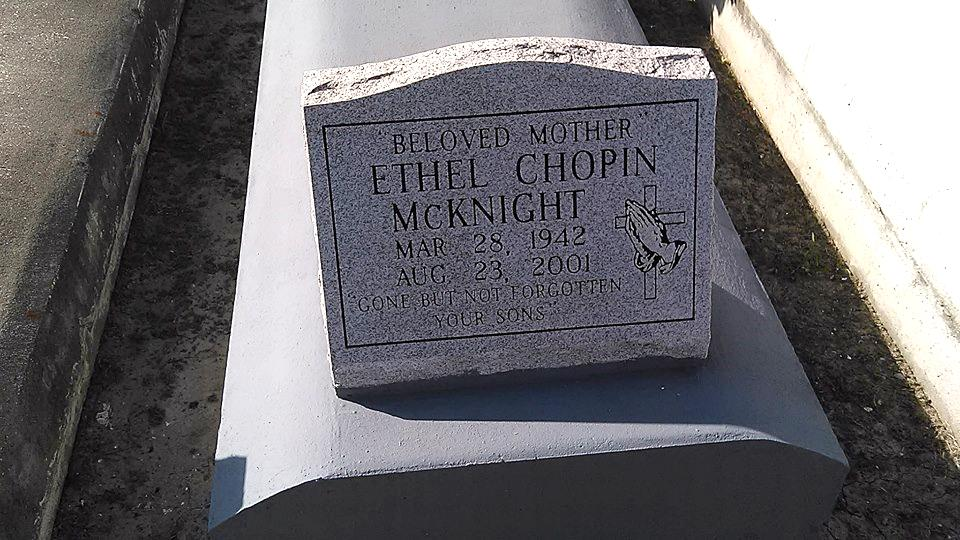 "BELOVED MOTHER"
ETHEL CHOPIN
McKNIGHT
MAR 28, 1942
AUG. 23, 2001
GONE BUT NOT FORGOTTEN
YOUR SONS